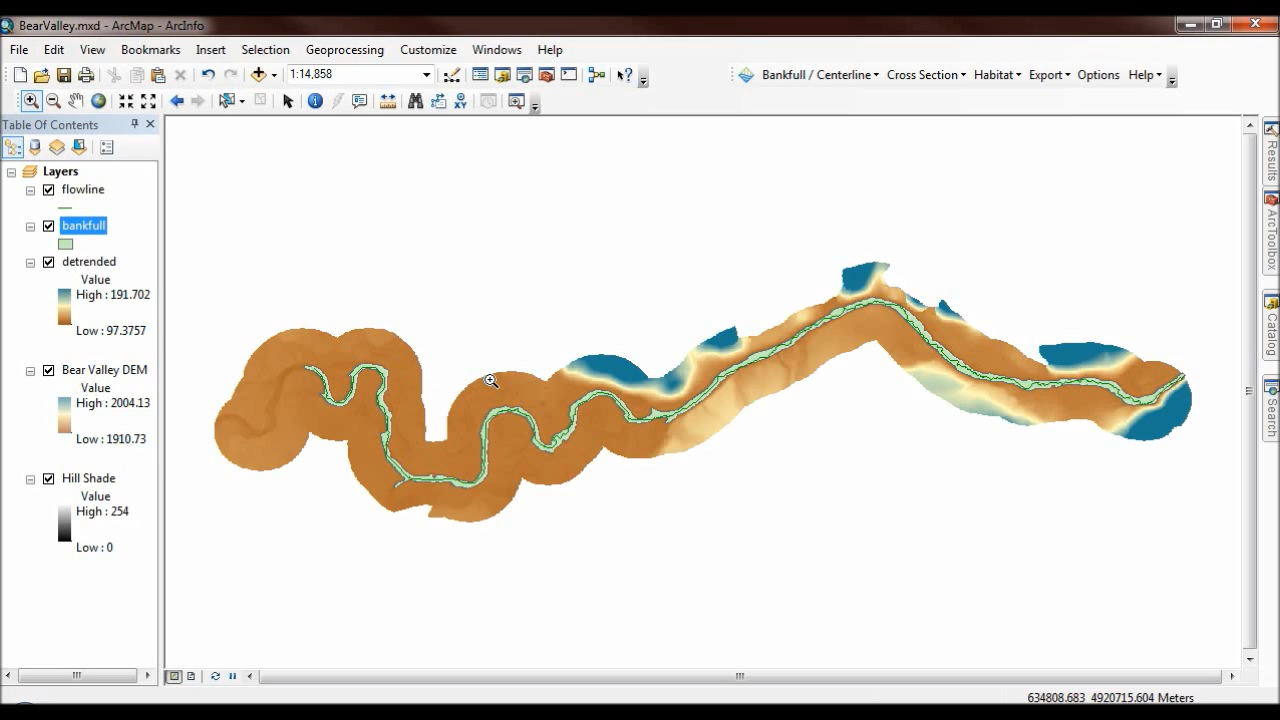 BearValley.mxd - ArcMap - ArcInfo
File Edit View Bookmarks Insert Selection Geoprocessing Customize Windows Help
1:14,858
Bankfull / Centerline Cross Section Habitat Export Options Help
XY
Table Of Contents
Layers
flowline
bankfull
detrended
Value
High : 191.702
Low : 97.3757
Bear Valley DEM
Value
High : 2004.13
Low : 1910.73
Hill Shade
Value
High : 254
Low : 0
Results
ArcToolbox
Catalog
Search
634808.683 4920715.604 Meters